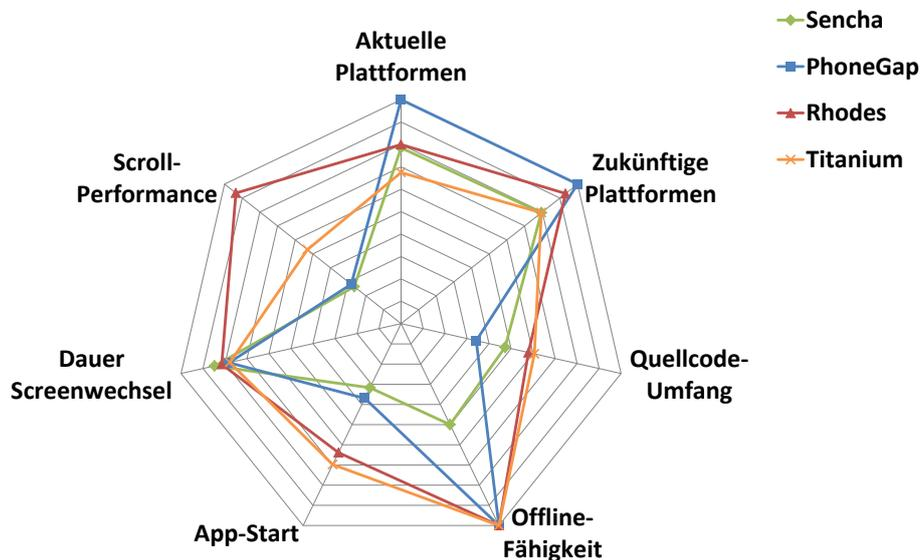 Sencha
PhoneGap
Rhodes
Titanium
Aktuelle
Plattformen
Zukünftige
Plattformen
Quellcode-
Umfang
Offline-
Fähigkeit
App-Start
Dauer
Screenwechsel
Scroll-
Performance